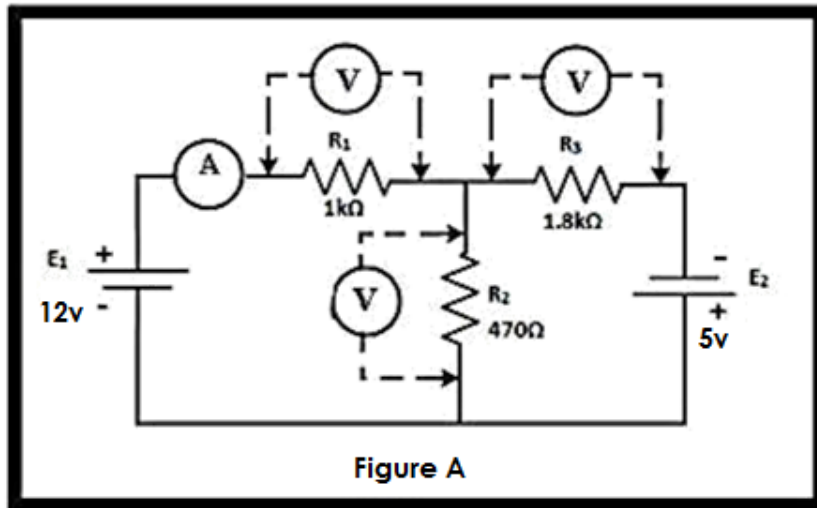 V
V
A
R₁
R₃
1kΩ
1.8kΩ
E₁
+
12v
-
V
R₂
470Ω
-
E₂
+
5v
Figure A